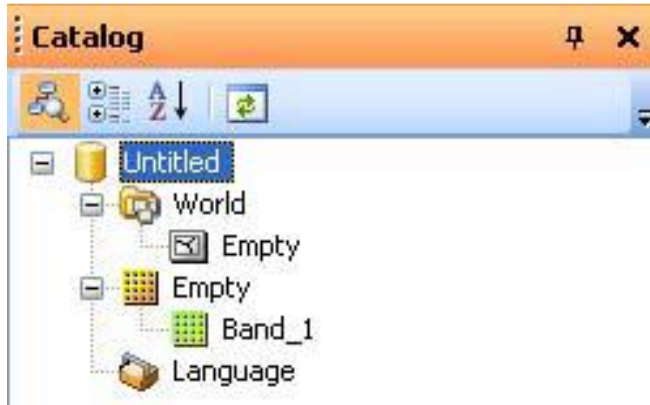 Catalog
A
Z
Untitled
World
Empty
Empty
Band_1
Language